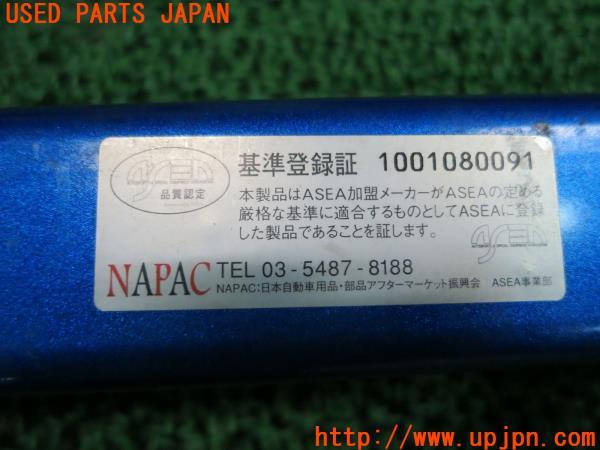 USED PARTS JAPAN
ASEA
品質認定
基準登録証 1001080091
本製品はASEA加盟メーカーがASEAの定める
厳格な基準に適合するものとしてASEAに登録
した製品であることを証します。
ASEA
NAPAC TEL 03-5487-8188
NAPAC:日本自動車用品・部品アフターマーケット振興会 ASEA事業部
http://www.upjpn.com/